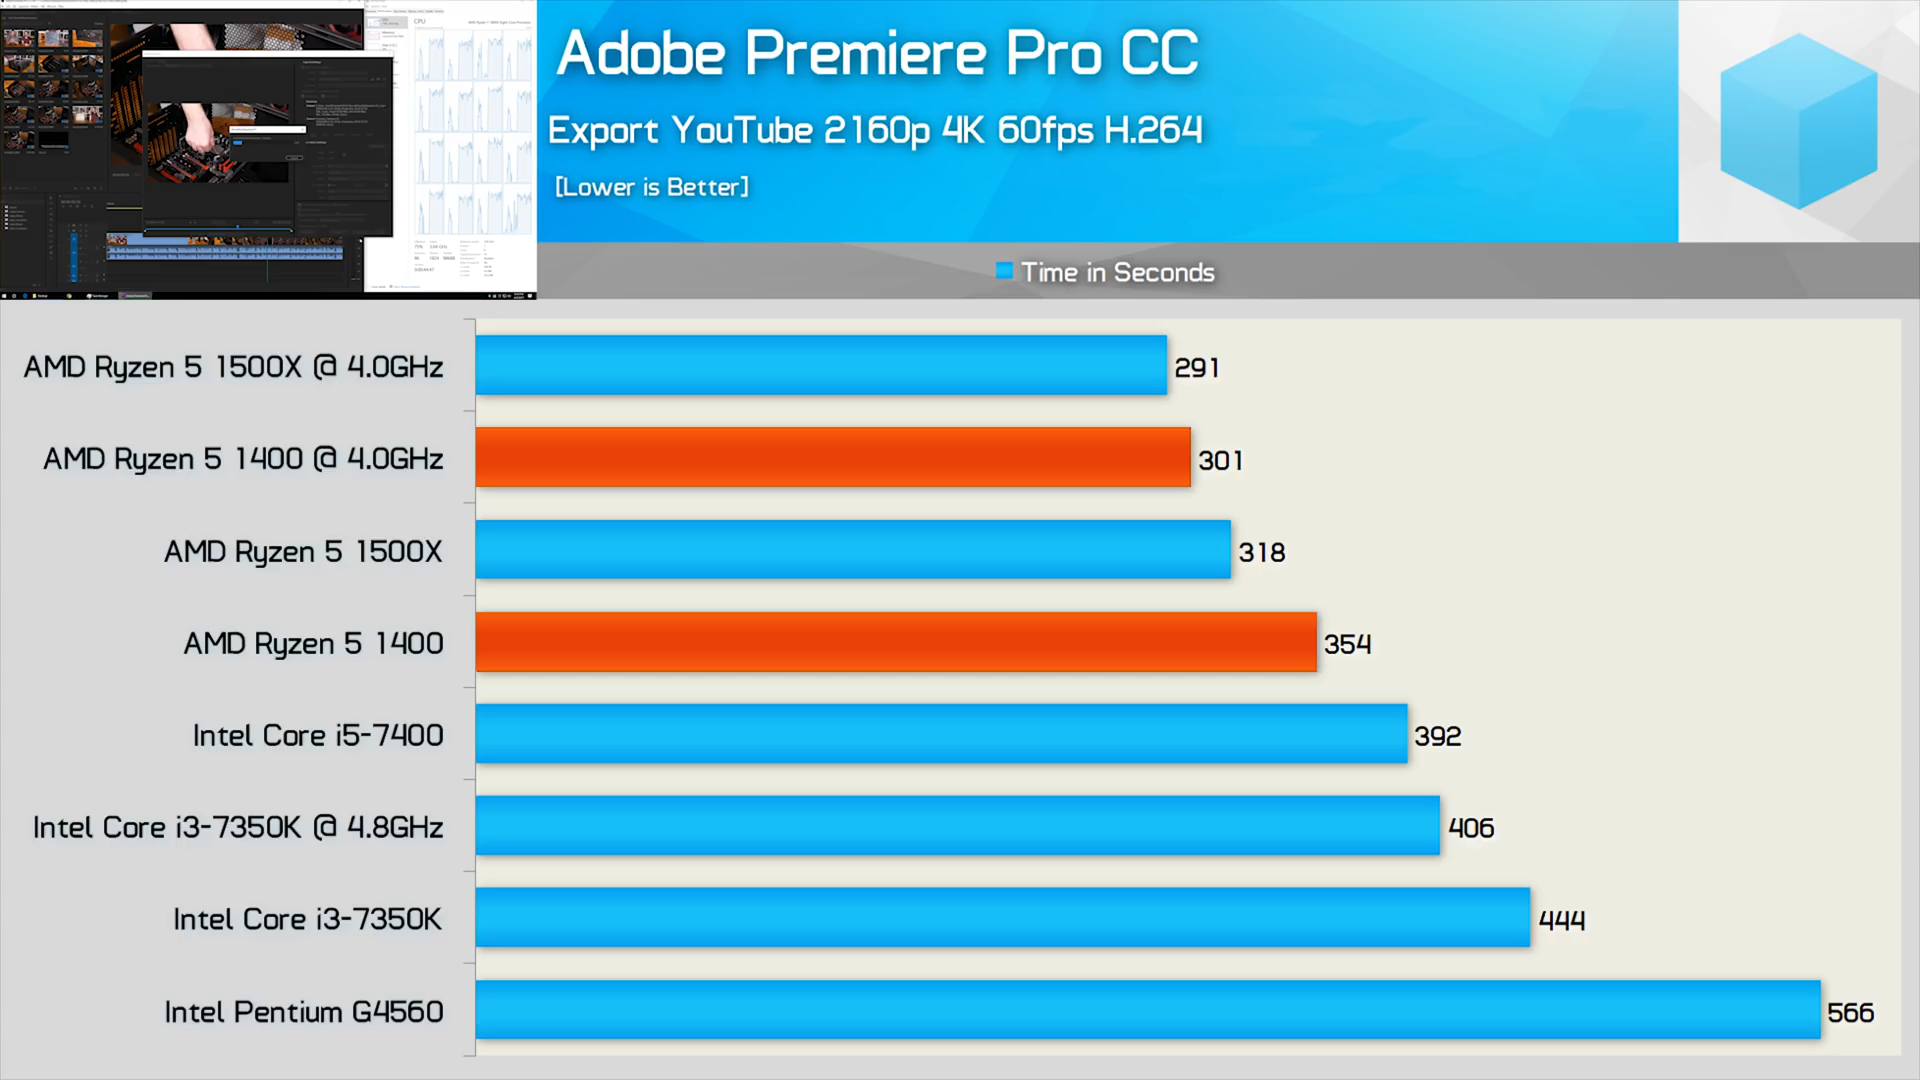 Adobe Premiere Pro CC
Export YouTube 2160p 4K 60fps H.264
[Lower is Better]
CPU
Time in Seconds
AMD Ryzen 5 1500X @ 4.0GHz 291
AMD Ryzen 5 1400 @ 4.0GHz 301
AMD Ryzen 5 1500X 318
AMD Ryzen 5 1400 354
Intel Core i5-7400 392
Intel Core i3-7350K @ 4.8GHz 406
Intel Core i3-7350K 444
Intel Pentium G4560 566